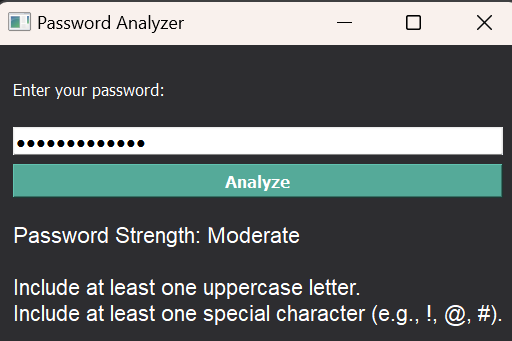 Password Analyzer
Enter your password:
•••••••••••••
Analyze
Password Strength: Moderate
Include at least one uppercase letter.
Include at least one special character (e.g., !, @, #).